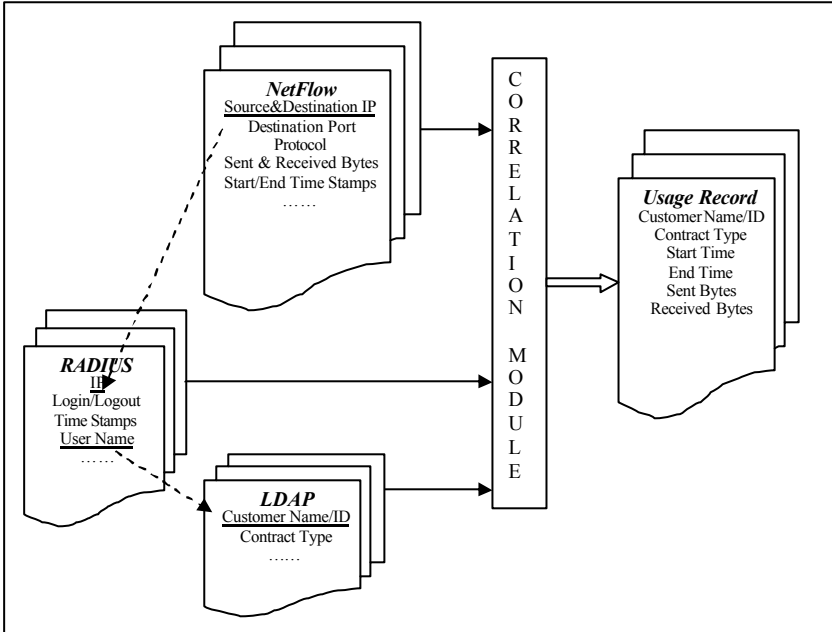 NetFlow
Source&Destination IP
Destination Port
Protocol
Sent & Received Bytes
Start/End Time Stamps
……
RADIUS
IP
Login/Logout
Time Stamps
User Name
……
LDAP
Customer Name/ID
Contract Type
……
CORRELATION MODULE
Usage Record
Customer Name/ID
Contract Type
Start Time
End Time
Sent Bytes
Received Bytes